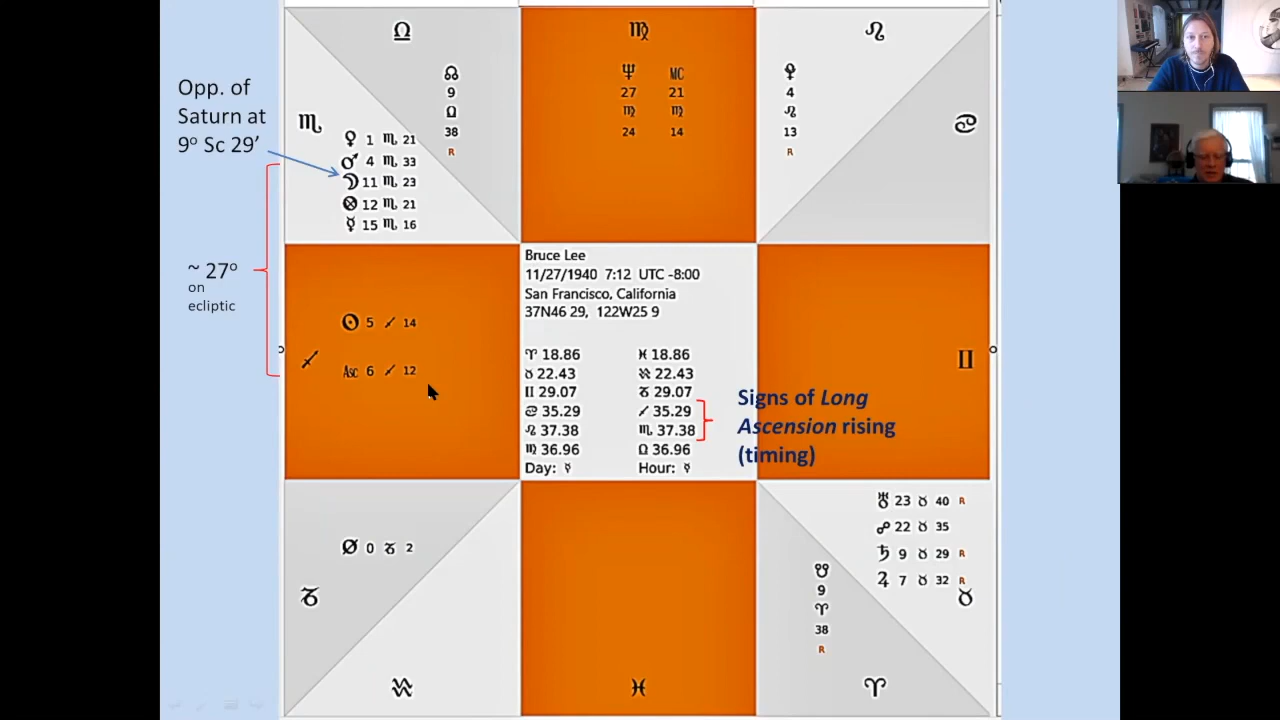 Opp. of
Saturn at
9º Sc 29’
~ 27º
on
ecliptic
♎
☊
9
♎
38
R
♏
♀ 1 ♏ 21
♂ 4 ♏ 33
☽ 11 ♏ 23
⊗ 12 ♏ 21
☿ 15 ♏ 16
♍
♆ MC
27 21
♍ ♍
24 14
♌
4
♌
13
R
♋
☉ 5 ♐ 14
Asc 6 ♐ 12
♐
Bruce Lee
11/27/1940 7:12 UTC -8:00
San Francisco, California
37N46 29, 122W25 9
♈ 18.86 ♓ 18.86
♉ 22.43 ♒ 22.43
♊ 29.07 ♑ 29.07
♋ 35.29 ♐ 35.29
♌ 37.38 ♏ 37.38
♍ 36.96 ♎ 36.96
Day: ☿ Hour: ☿
Signs of Long
Ascension rising
(timing)
♊
Ø 0 ♑ 2
♑
♒
♓
♅ 23 ♉ 40 R
☍ 22 ♉ 35
♄ 9 ♉ 29 R
♃ 7 ♉ 32 R
♉
☋
9
♈
38
R
♈